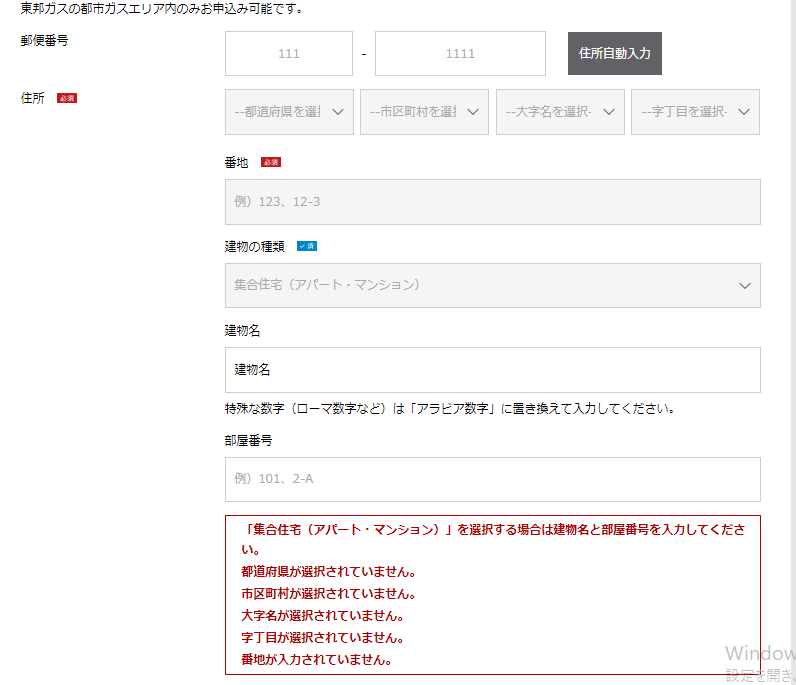 東邦ガスの都市ガスエリア内のみお申込み可能です。
郵便番号
111 - 1111 住所自動入力
住所 必須
--都道府県を選 --市区町村を選 --大字名を選択- --字丁目を選択-
番地 必須
例）123、12-3
建物の種類 ✓済
集合住宅（アパート・マンション）
建物名
建物名
特殊な数字（ローマ数字など）は「アラビア数字」に置き換えて入力してください。
部屋番号
例）101、2-A
「集合住宅（アパート・マンション）」を選択する場合は建物名と部屋番号を入力してくださ
い。
都道府県が選択されていません。
市区町村が選択されていません。
大字名が選択されていません。
字丁目が選択されていません。
番地が入力されていません。
Window
設定を開き、